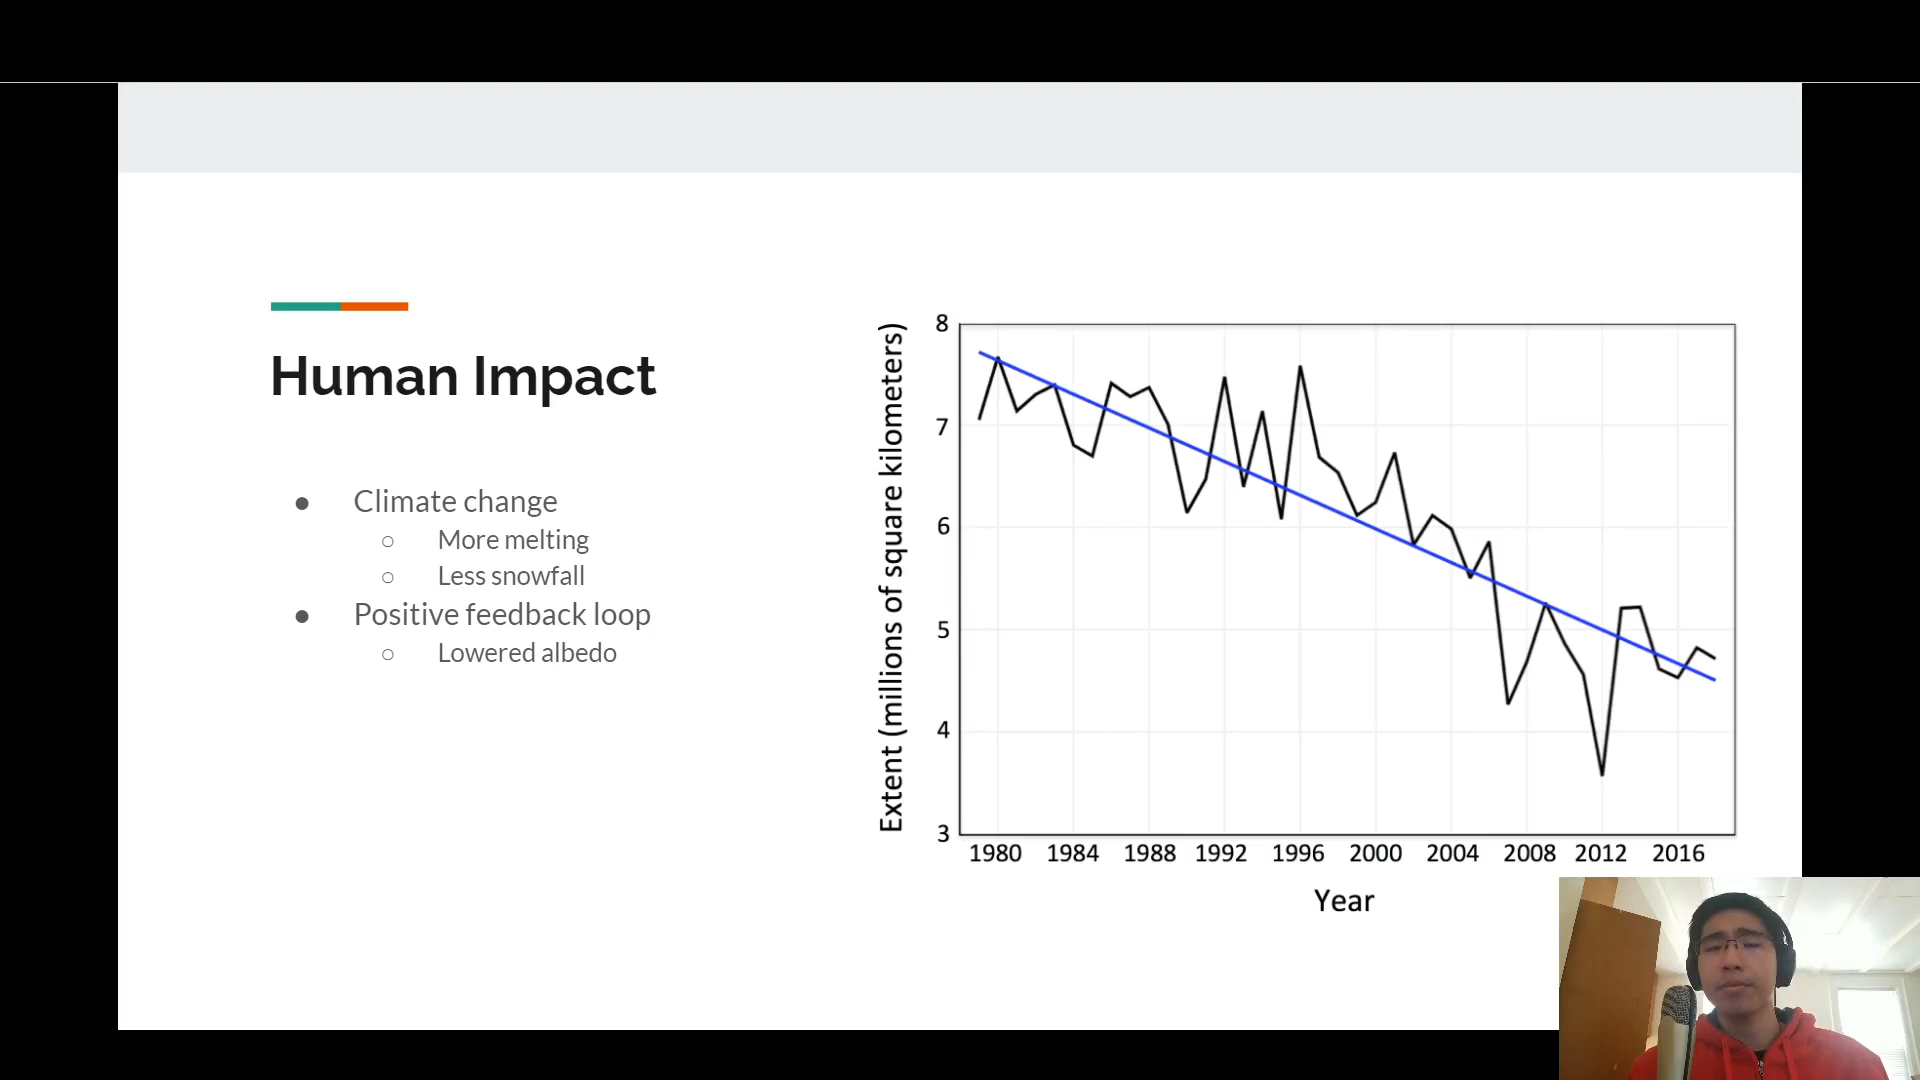 Human Impact
● Climate change
○ More melting
○ Less snowfall
● Positive feedback loop
○ Lowered albedo
Extent (millions of square kilometers)
8
7
6
5
4
3
1980 1984 1988 1992 1996 2000 2004 2008 2012 2016
Year